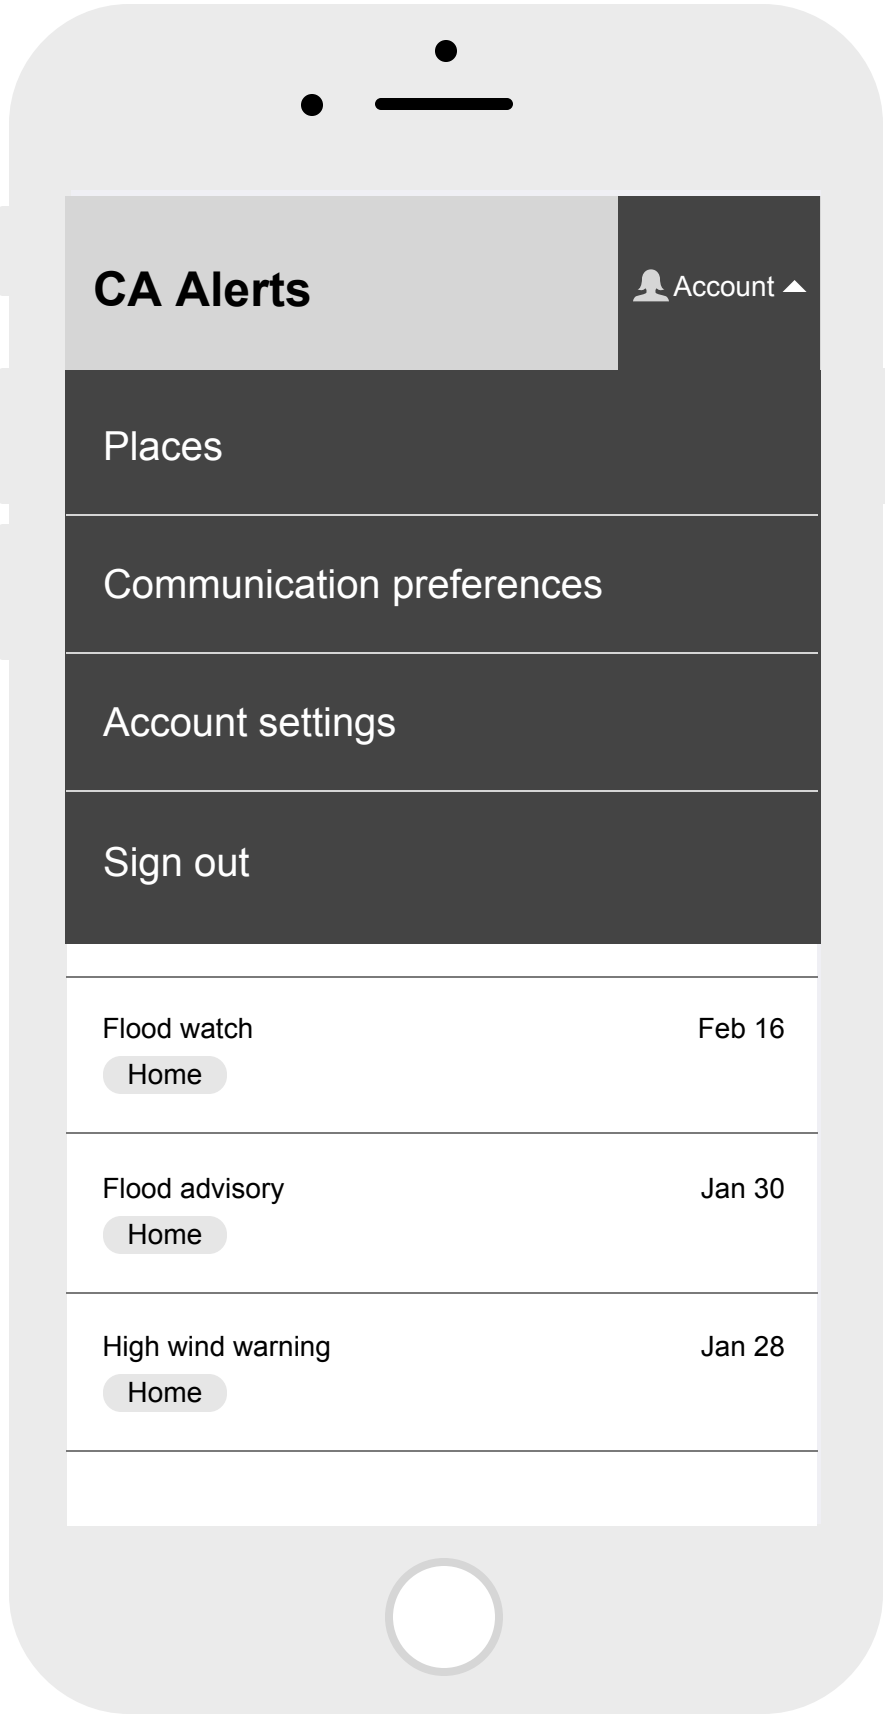 CA Alerts
Account
Places
Communication preferences
Account settings
Sign out
Flood watch Feb 16
Home
Flood advisory Jan 30
Home
High wind warning Jan 28
Home